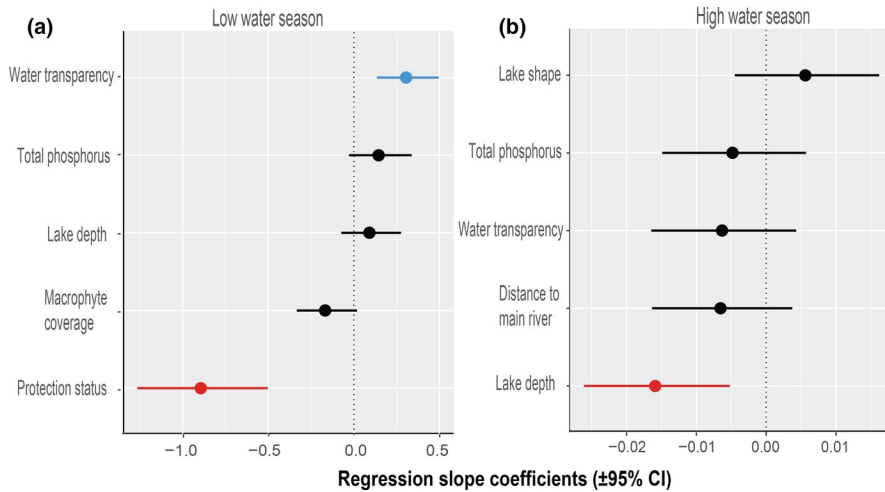 (a)
Low water season
Water transparency
Total phosphorus
Lake depth
Macrophyte
coverage
Protection status
−1.0
−0.5
0.0
0.5
(b)
High water season
Lake shape
Total phosphorus
Water transparency
Distance to
main river
Lake depth
−0.02
−0.01
0.00
0.01
Regression slope coefficients (±95% CI)